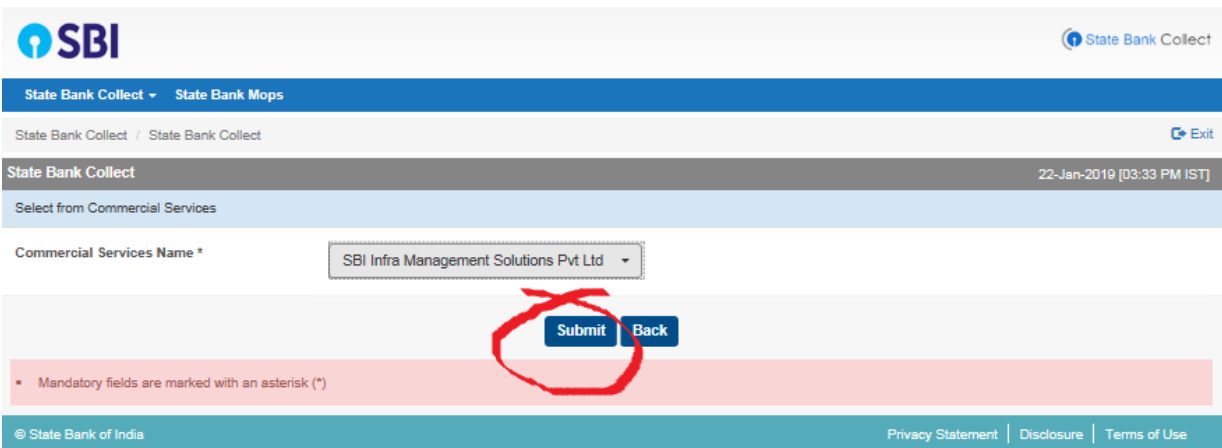 SBI
State Bank Collect
State Bank Collect State Bank Mops
State Bank Collect / State Bank Collect
Exit
State Bank Collect
22-Jan-2019 [03:33 PM IST]
Select from Commercial Services
Commercial Services Name *
SBI Infra Management Solutions Pvt Ltd
Submit Back
Mandatory fields are marked with an asterisk (*)
© State Bank of India
Privacy Statement | Disclosure | Terms of Use